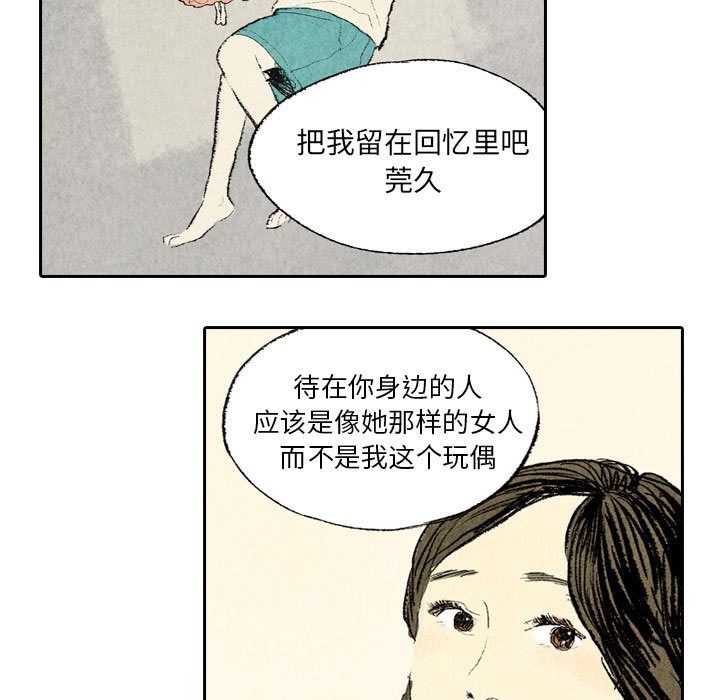 把我留在回忆里吧
莞久
待在你身边的人
应该是像她那样的女人
而不是我这个玩偶